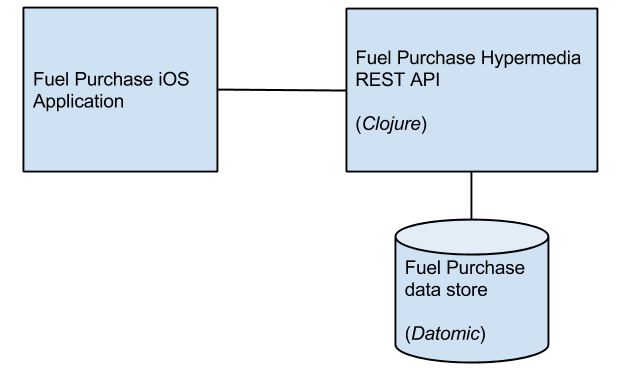 Fuel Purchase iOS
Application
Fuel Purchase Hypermedia
REST API
(Clojure)
Fuel Purchase
data store
(Datomic)